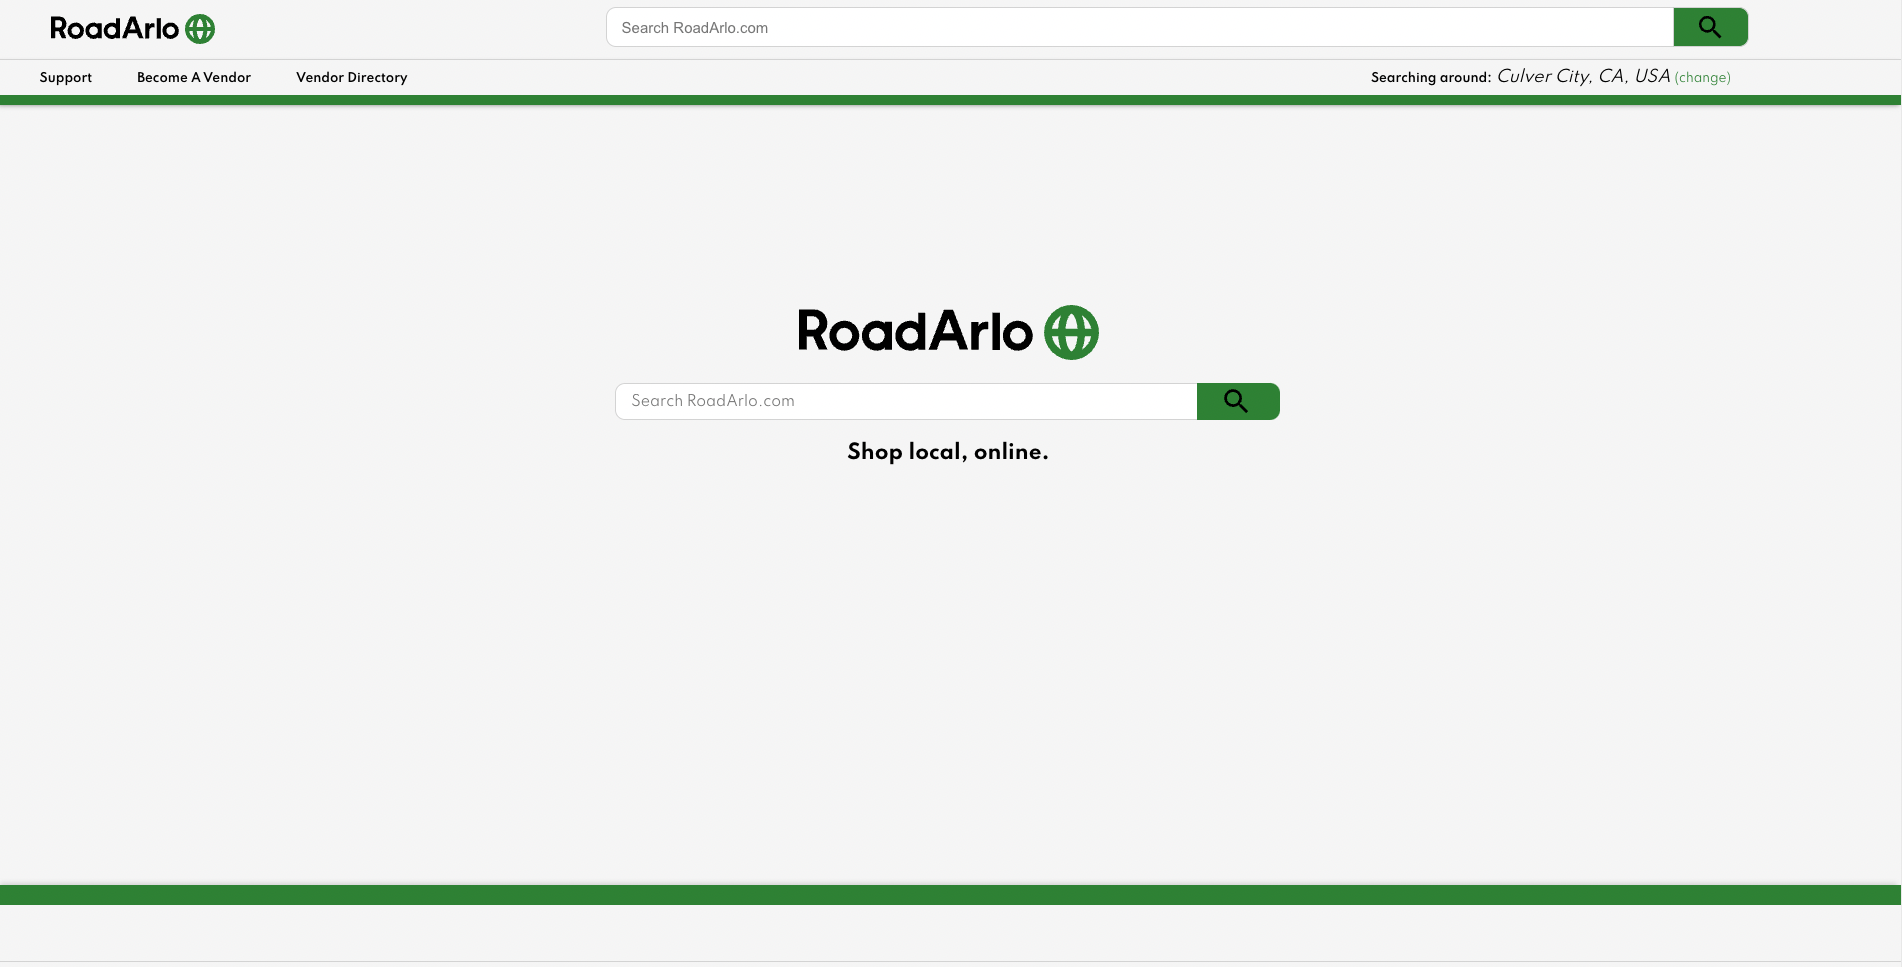 RoadArlo
Search RoadArlo.com
Support
Become A Vendor
Vendor Directory
Searching around: Culver City, CA, USA (change)
RoadArlo
Search RoadArlo.com
Shop local, online.